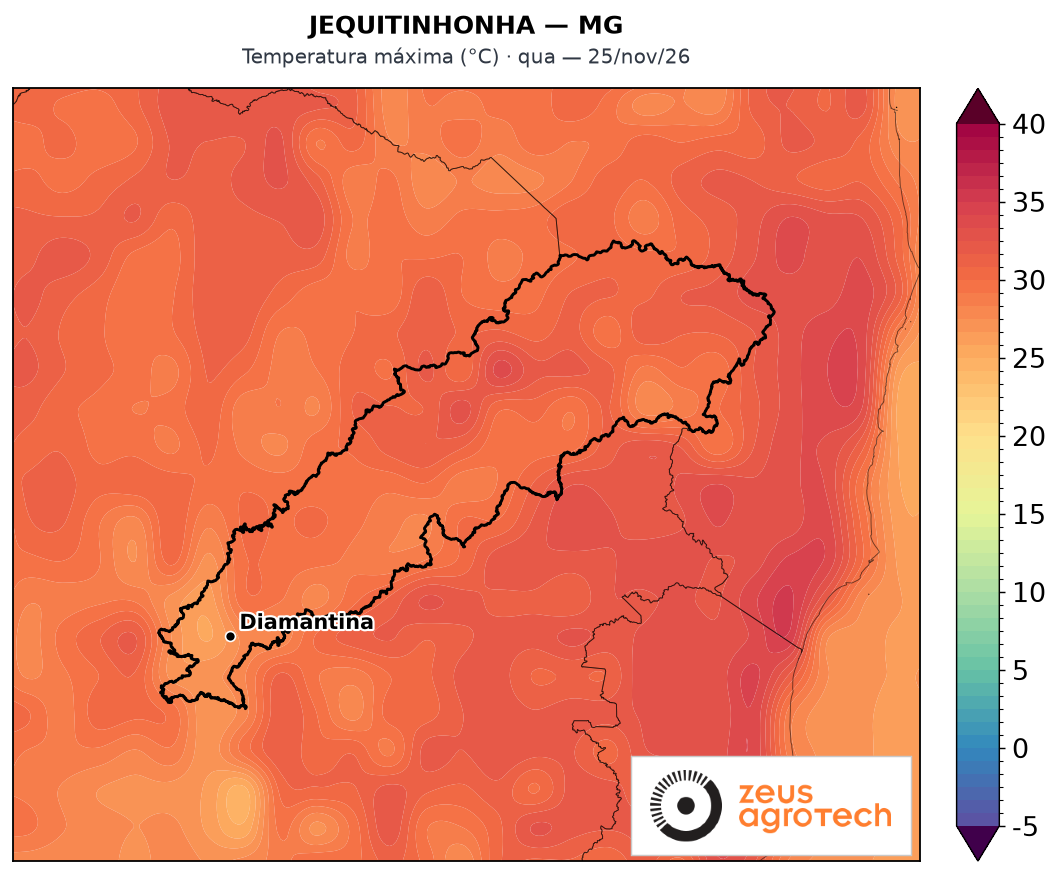 JEQUITINHONHA — MG
Temperatura máxima (°C) · qua — 25/nov/26
40
35
30
25
20
15
10
5
0
-5
Diamantina
zeus
agrotech